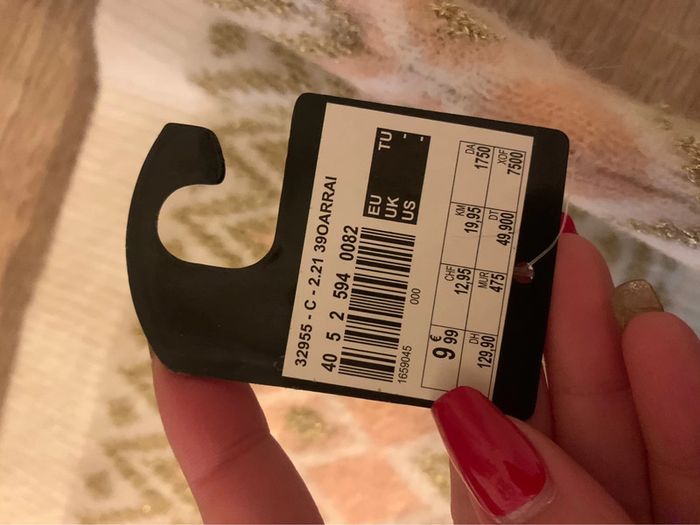 32955 - C - 2.21 39OARRAI
40 5 2 594 0082
1659045 000
EU TU
UK -
US -
9 € 99
CHF 12,95
KM 19,95
DA 1750
DH 129,90
MUR 475
DT 49,900
XOF 7500